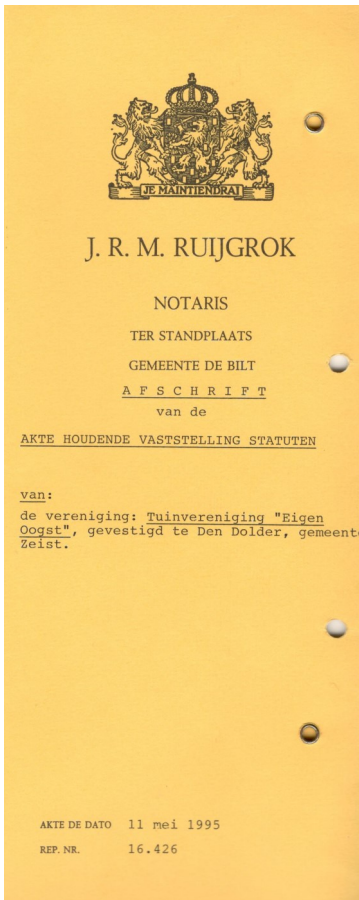 JE MAINTIENDRAI
J. R. M. RUIJGROK
NOTARIS
TER STANDPLAATS
GEMEENTE DE BILT
A F S C H R I F T
van de
AKTE HOUDENDE VASTSTELLING STATUTEN
van:
de vereniging: Tuinvereniging "Eigen
Oogst", gevestigd te Den Dolder, gemeente
Zeist.
AKTE DE DATO 11 mei 1995
REP. NR. 16.426